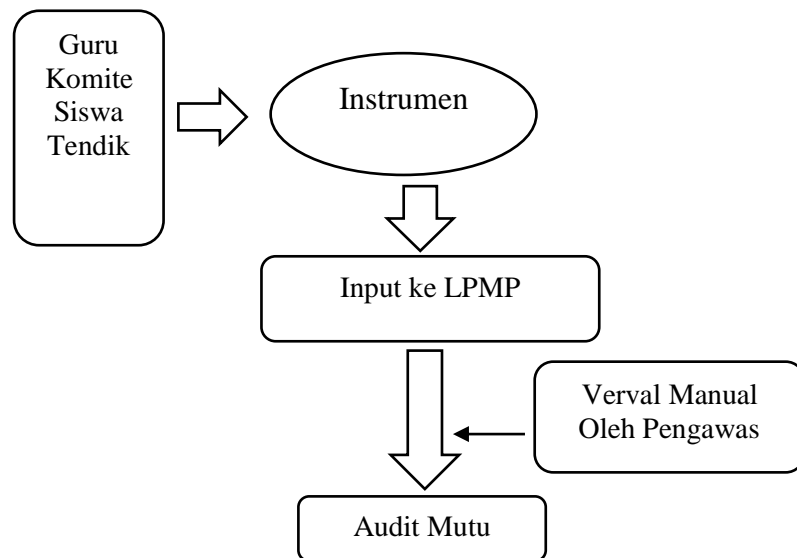 Guru
Komite
Siswa
Tendik
Instrumen
Input ke LPMP
Verval Manual
Oleh Pengawas
Audit Mutu